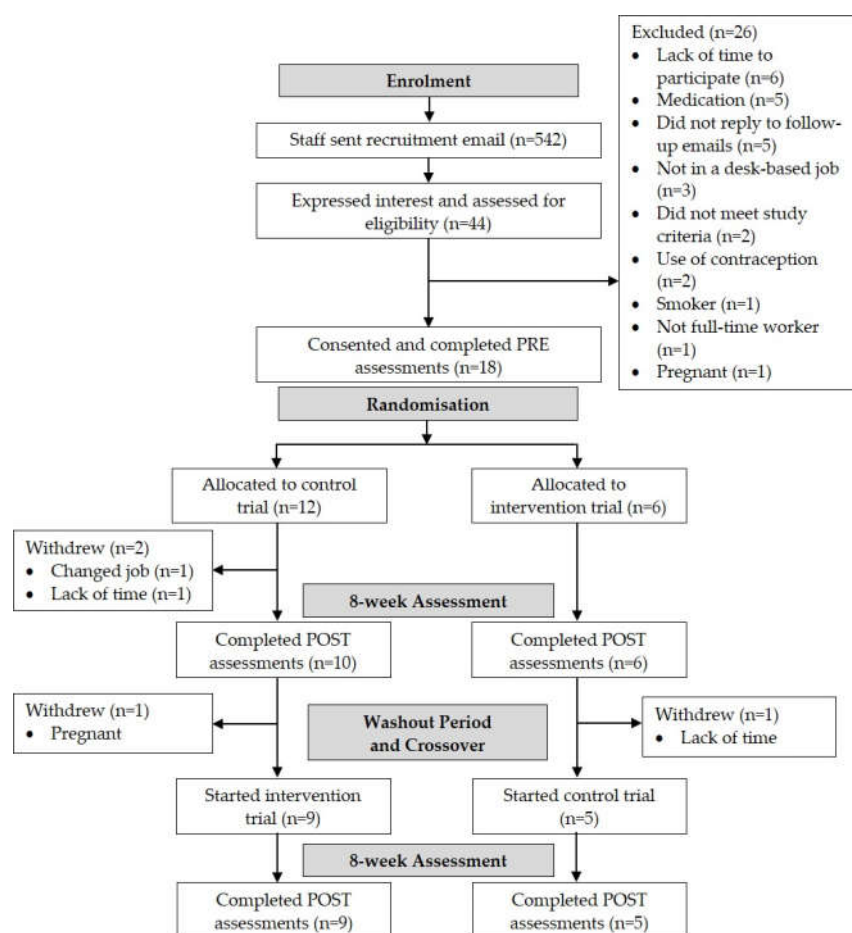 Enrolment
Staff sent recruitment email (n=542)
Expressed interest and assessed for
eligibility (n=44)
Excluded (n=26)
• Lack of time to
participate (n=6)
• Medication (n=5)
• Did not reply to follow-
up emails (n=5)
• Not in a desk-based job
(n=3)
• Did not meet study
criteria (n=2)
• Use of contraception
(n=2)
• Smoker (n=1)
• Not full-time worker
(n=1)
• Pregnant (n=1)
Consented and completed PRE
assessments (n=18)
Randomisation
Allocated to control
trial (n=12)
Allocated to
intervention trial (n=6)
Withdrew (n=2)
• Changed job (n=1)
• Lack of time (n=1)
8-week Assessment
Completed POST
assessments (n=10)
Completed POST
assessments (n=6)
Withdrew (n=1)
• Pregnant
Washout Period
and Crossover
Withdrew (n=1)
• Lack of time
Started intervention
trial (n=9)
Started control trial
(n=5)
8-week Assessment
Completed POST
assessments (n=9)
Completed POST
assessments (n=5)